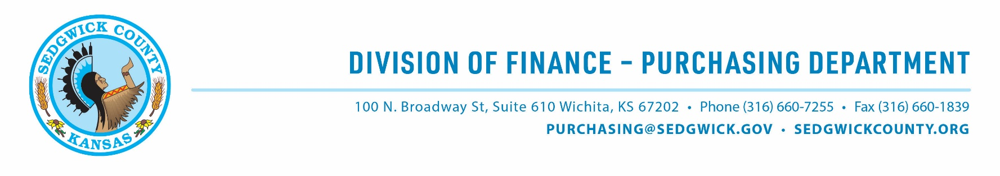 SEDGWICK COUNTY
KANSAS
DIVISION OF FINANCE – PURCHASING DEPARTMENT
100 N. Broadway St, Suite 610 Wichita, KS 67202 • Phone (316) 660-7255 • Fax (316) 660-1839
PURCHASING@SEDGWICK.GOV • SEDGWICKCOUNTY.ORG